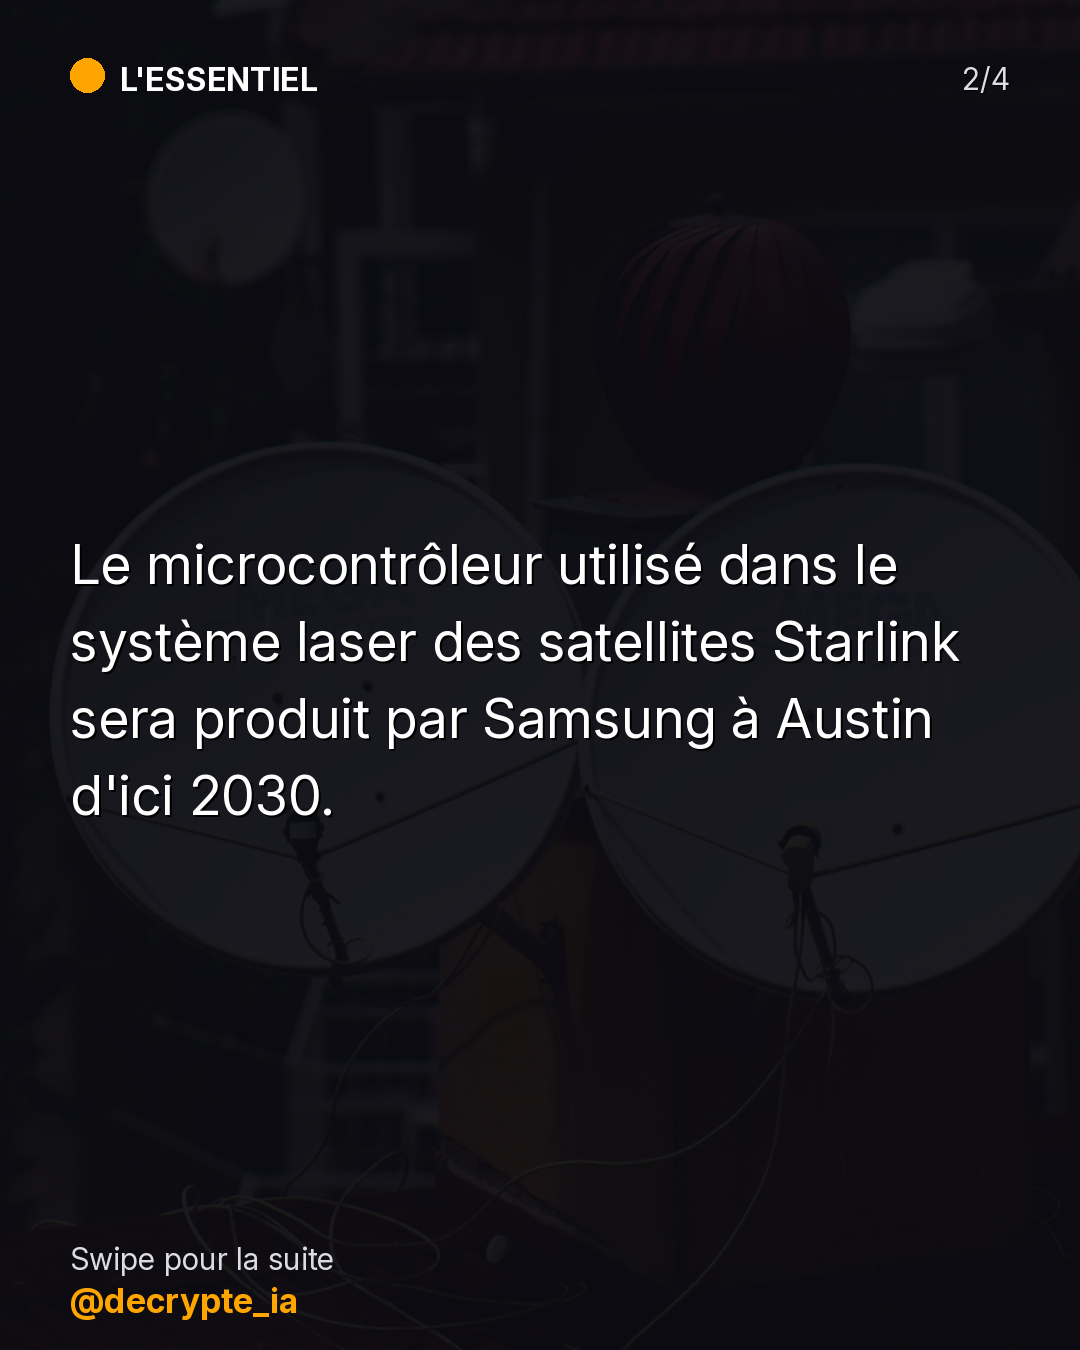 L'ESSENTIEL
2/4
Le microcontrôleur utilisé dans le
système laser des satellites Starlink
sera produit par Samsung à Austin
d'ici 2030.
Swipe pour la suite
@decrypte_ia